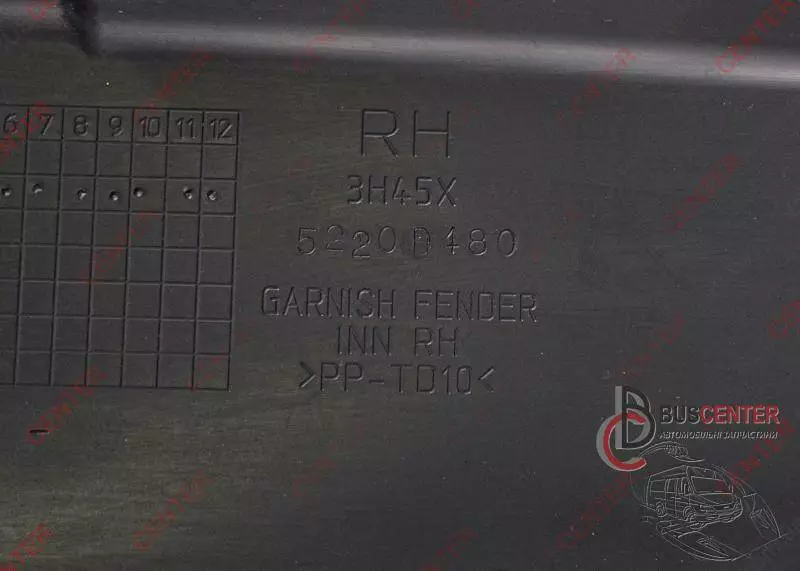 6 7 8 9 10 11 12
RH
3H45X
5220D480
GARNISH FENDER
INN RH
>PP-TD10<
BUSCENTER
АВТОМОБІЛЬНІ ЗАПЧАСТИНИ
CENTER